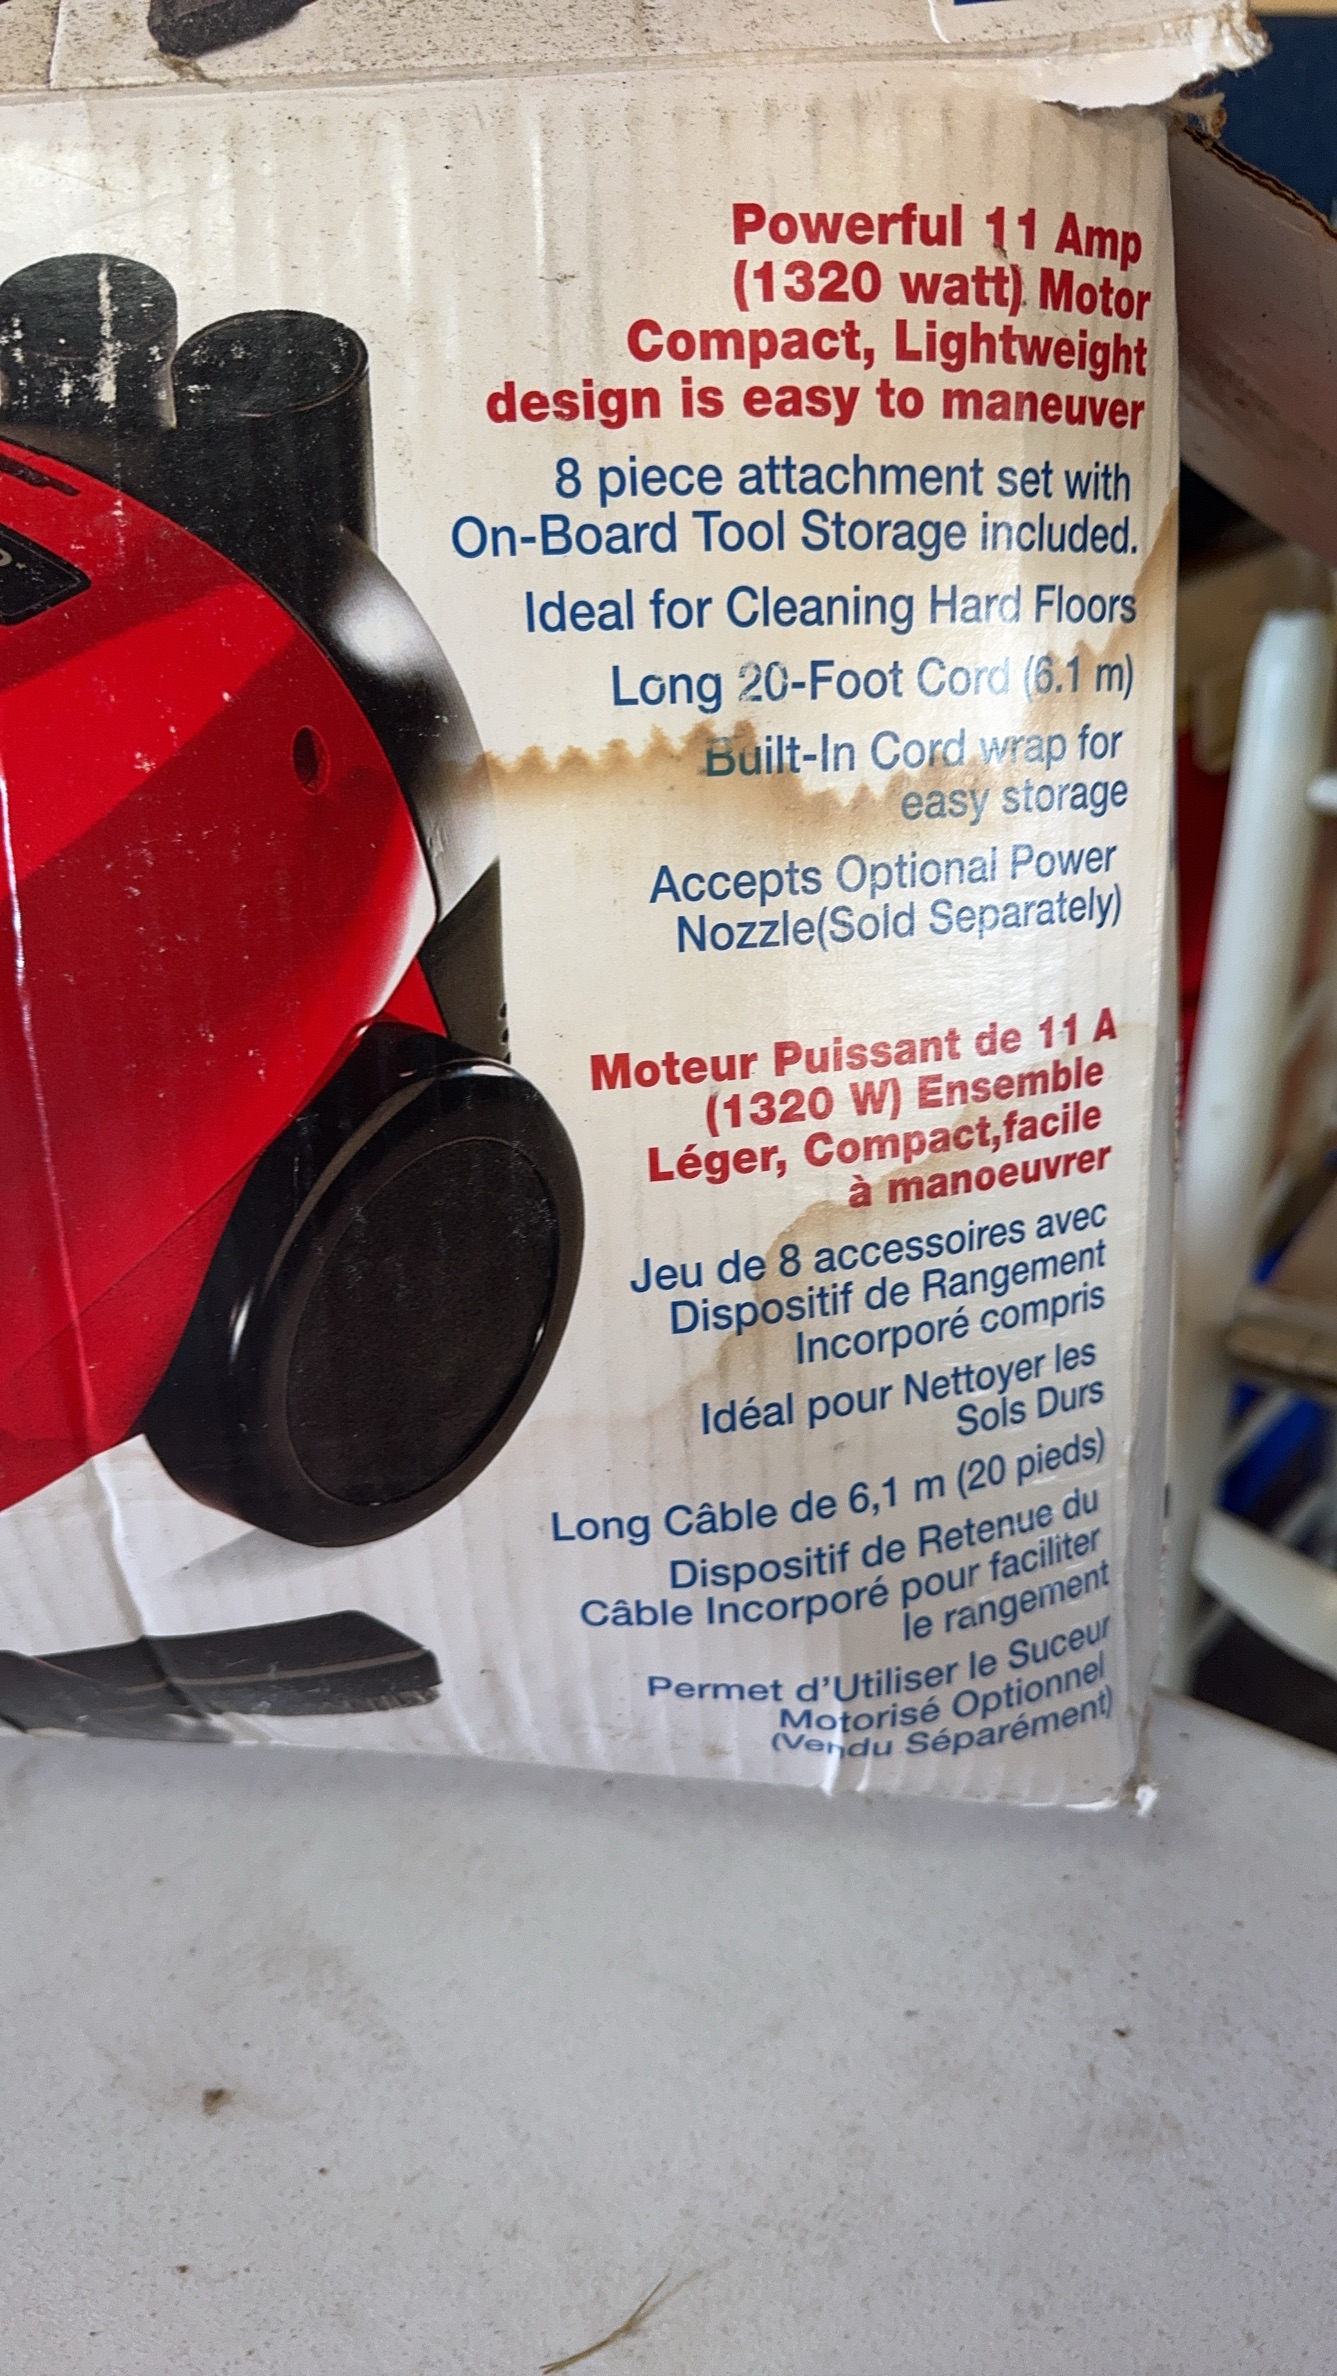 Powerful 11 Amp
(1320 watt) Motor
Compact, Lightweight
design is easy to maneuver
8 piece attachment set with
On-Board Tool Storage included.
Ideal for Cleaning Hard Floors
Long 20-Foot Cord (6.1 m)
Built-In Cord wrap for
easy storage
Accepts Optional Power
Nozzle(Sold Separately)
Moteur Puissant de 11 A
(1320 W) Ensemble
Léger, Compact,facile
à manoeuvrer
Jeu de 8 accessoires avec
Dispositif de Rangement
Incorporé compris
Idéal pour Nettoyer les
Sols Durs
Long Câble de 6,1 m (20 pieds)
Dispositif de Retenue du
Câble Incorporé pour faciliter
le rangement
Permet d'Utiliser le Suceur
Motorisé Optionnel
(Vendu Séparément)